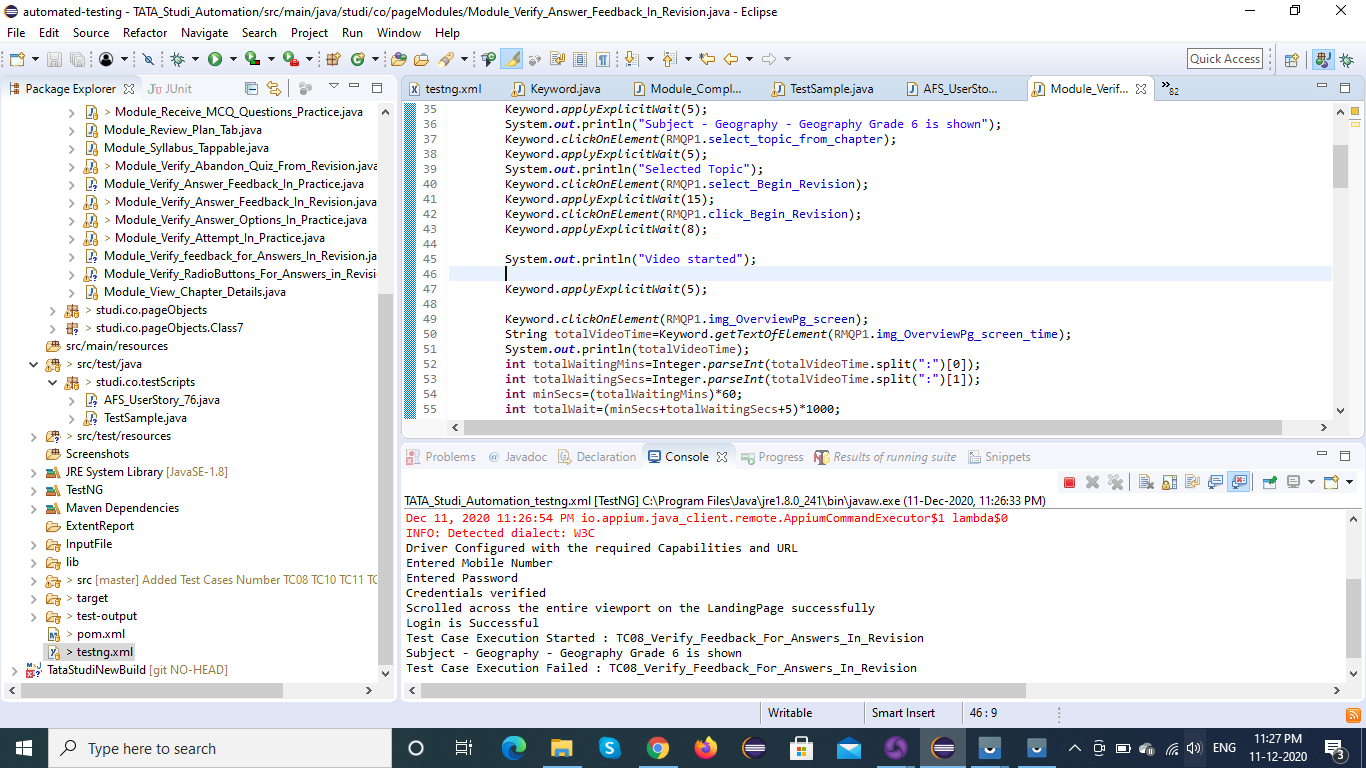 automated-testing - TATA_Studi_Automation/src/main/java/studi/co/pageModules/Module_Verify_Answer_Feedback_In_Revision.java - Eclipse
File Edit Source Refactor Navigate Search Project Run Window Help
Quick Access
Package Explorer JUnit
> Module_Receive_MCQ_Questions_Practice.java
Module_Review_Plan_Tab.java
Module_Syllabus_Tappable.java
> Module_Verify_Abandon_Quiz_From_Revision.java
Module_Verify_Answer_Feedback_In_Practice.java
> Module_Verify_Answer_Feedback_In_Revision.java
> Module_Verify_Answer_Options_In_Practice.java
> Module_Verify_Attempt_In_Practice.java
Module_Verify_feedback_for_Answers_In_Revision.ja
Module_Verify_RadioButtons_For_Answers_in_Revisi
Module_View_Chapter_Details.java
> studi.co.pageObjects
> studi.co.pageObjects.Class7
src/main/resources
> src/test/java
> studi.co.testScripts
> AFS_UserStory_76.java
TestSample.java
> src/test/resources
Screenshots
JRE System Library [JavaSE-1.8]
TestNG
Maven Dependencies
ExtentReport
InputFile
lib
> src [master] Added Test Cases Number TC08 TC10 TC11 TC
> target
> test-output
> pom.xml
> testng.xml
TataStudiNewBuild [git NO-HEAD]
testng.xml Keyword.java Module_Compl... TestSample.java AFS_UserSto... Module_Verif... »82
35 Keyword.applyExplicitWait(5);
36 System.out.println("Subject - Geography - Geography Grade 6 is shown");
37 Keyword.clickOnElement(RMQP1.select_topic_from_chapter);
38 Keyword.applyExplicitWait(5);
39 System.out.println("Selected Topic");
40 Keyword.clickOnElement(RMQP1.select_Begin_Revision);
41 Keyword.applyExplicitWait(15);
42 Keyword.clickOnElement(RMQP1.click_Begin_Revision);
43 Keyword.applyExplicitWait(8);
44
45 System.out.println("Video started");
46
47 Keyword.applyExplicitWait(5);
48
49 Keyword.clickOnElement(RMQP1.img_OverviewPg_screen);
50 String totalVideoTime=Keyword.getTextOfElement(RMQP1.img_OverviewPg_screen_time);
51 System.out.println(totalVideoTime);
52 int totalWaitingMins=Integer.parseInt(totalVideoTime.split(":")[0]);
53 int totalWaitingSecs=Integer.parseInt(totalVideoTime.split(":")[1]);
54 int minSecs=(totalWaitingMins)*60;
55 int totalWait=(minSecs+totalWaitingSecs+5)*1000;
Problems @ Javadoc Declaration Console Progress Results of running suite Snippets
TATA_Studi_Automation_testng.xml [TestNG] C:\Program Files\Java\jre1.8.0_241\bin\javaw.exe (11-Dec-2020, 11:26:33 PM)
Dec 11, 2020 11:26:54 PM io.appium.java_client.remote.AppiumCommandExecutor$1 lambda$0
INFO: Detected dialect: W3C
Driver Configured with the required Capabilities and URL
Entered Mobile Number
Entered Password
Credentials verified
Scrolled across the entire viewport on the LandingPage successfully
Login is Successful
Test Case Execution Started : TC08_Verify_Feedback_For_Answers_In_Revision
Subject - Geography - Geography Grade 6 is shown
Test Case Execution Failed : TC08_Verify_Feedback_For_Answers_In_Revision
Writable Smart Insert 46 : 9
Type here to search
ENG
11:27 PM
11-12-2020
3